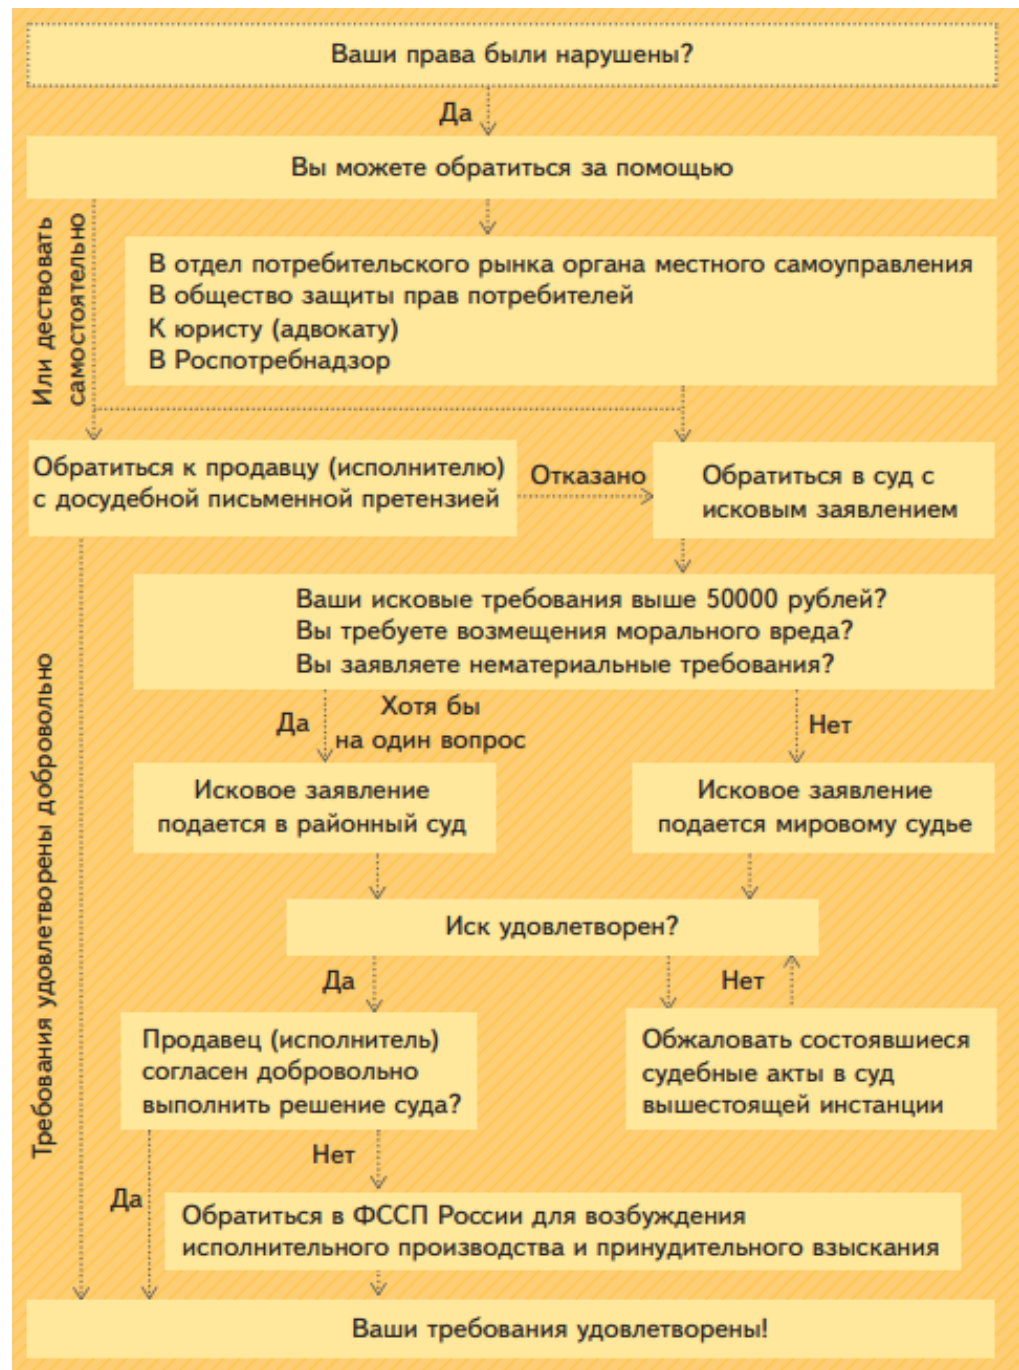 Ваши права были нарушены?
Да
Вы можете обратиться за помощью
Или дествовать
самостоятельно
В отдел потребительского рынка органа местного самоуправления
В общество защиты прав потребителей
К юристу (адвокату)
В Роспотребнадзор
Обратиться к продавцу (исполнителю)
с досудебной письменной претензией
Отказано
Обратиться в суд с
исковым заявлением
Ваши исковые требования выше 50000 рублей?
Вы требуете возмещения морального вреда?
Вы заявляете нематериальные требования?
Да
Хотя бы
на один вопрос
Нет
Исковое заявление
подается в районный суд
Исковое заявление
подается мировому судье
Иск удовлетворен?
Да
Нет
Продавец (исполнитель)
согласен добровольно
выполнить решение суда?
Обжаловать состоявшиеся
судебные акты в суд
вышестоящей инстанции
Требования удовлетворены добровольно
Нет
Да
Обратиться в ФССП России для возбуждения
исполнительного производства и принудительного взыскания
Ваши требования удовлетворены!